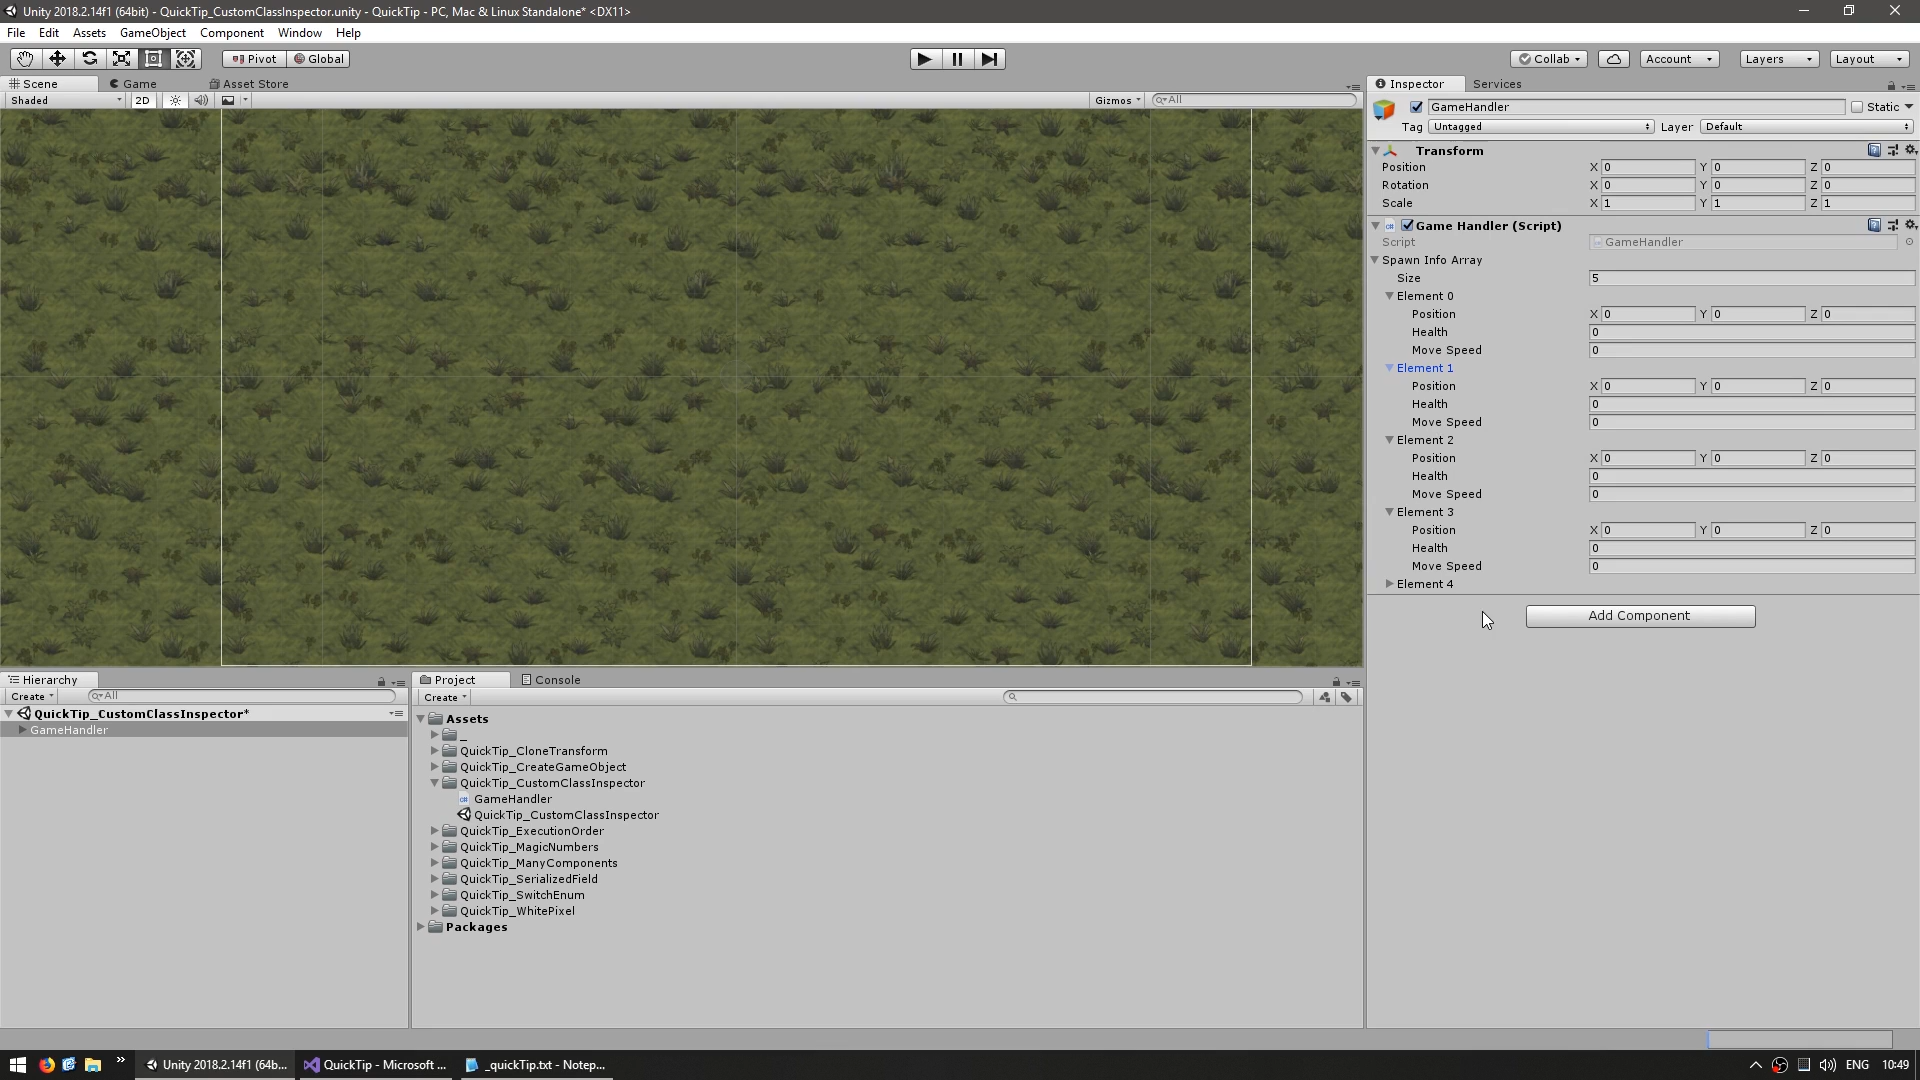 Unity 2018.2.14f1 (64bit) - QuickTip_CustomClassInspector.unity - QuickTip - PC, Mac & Linux Standalone* <DX11>
File Edit Assets GameObject Component Window Help
Pivot Global Collab Account Layers Layout
Scene Game Asset Store
Shaded 2D Gizmos All
Inspector Services
GameHandler Static
Tag Untagged Layer Default
Transform
Position X 0 Y 0 Z 0
Rotation X 0 Y 0 Z 0
Scale X 1 Y 1 Z 1
Game Handler (Script)
Script GameHandler
Spawn Info Array
Size 5
Element 0
Position X 0 Y 0 Z 0
Health 0
Move Speed 0
Element 1
Position X 0 Y 0 Z 0
Health 0
Move Speed 0
Element 2
Position X 0 Y 0 Z 0
Health 0
Move Speed 0
Element 3
Position X 0 Y 0 Z 0
Health 0
Move Speed 0
Element 4
Add Component
Hierarchy
Create All
QuickTip_CustomClassInspector*
GameHandler
Project Console
Create
Assets
_
QuickTip_CloneTransform
QuickTip_CreateGameObject
QuickTip_CustomClassInspector
GameHandler
QuickTip_CustomClassInspector
QuickTip_ExecutionOrder
QuickTip_MagicNumbers
QuickTip_ManyComponents
QuickTip_SerializedField
QuickTip_SwitchEnum
QuickTip_WhitePixel
Packages
Unity 2018.2.14f1 (64b... QuickTip - Microsoft ... _quickTip.txt - Notep... ENG 10:49